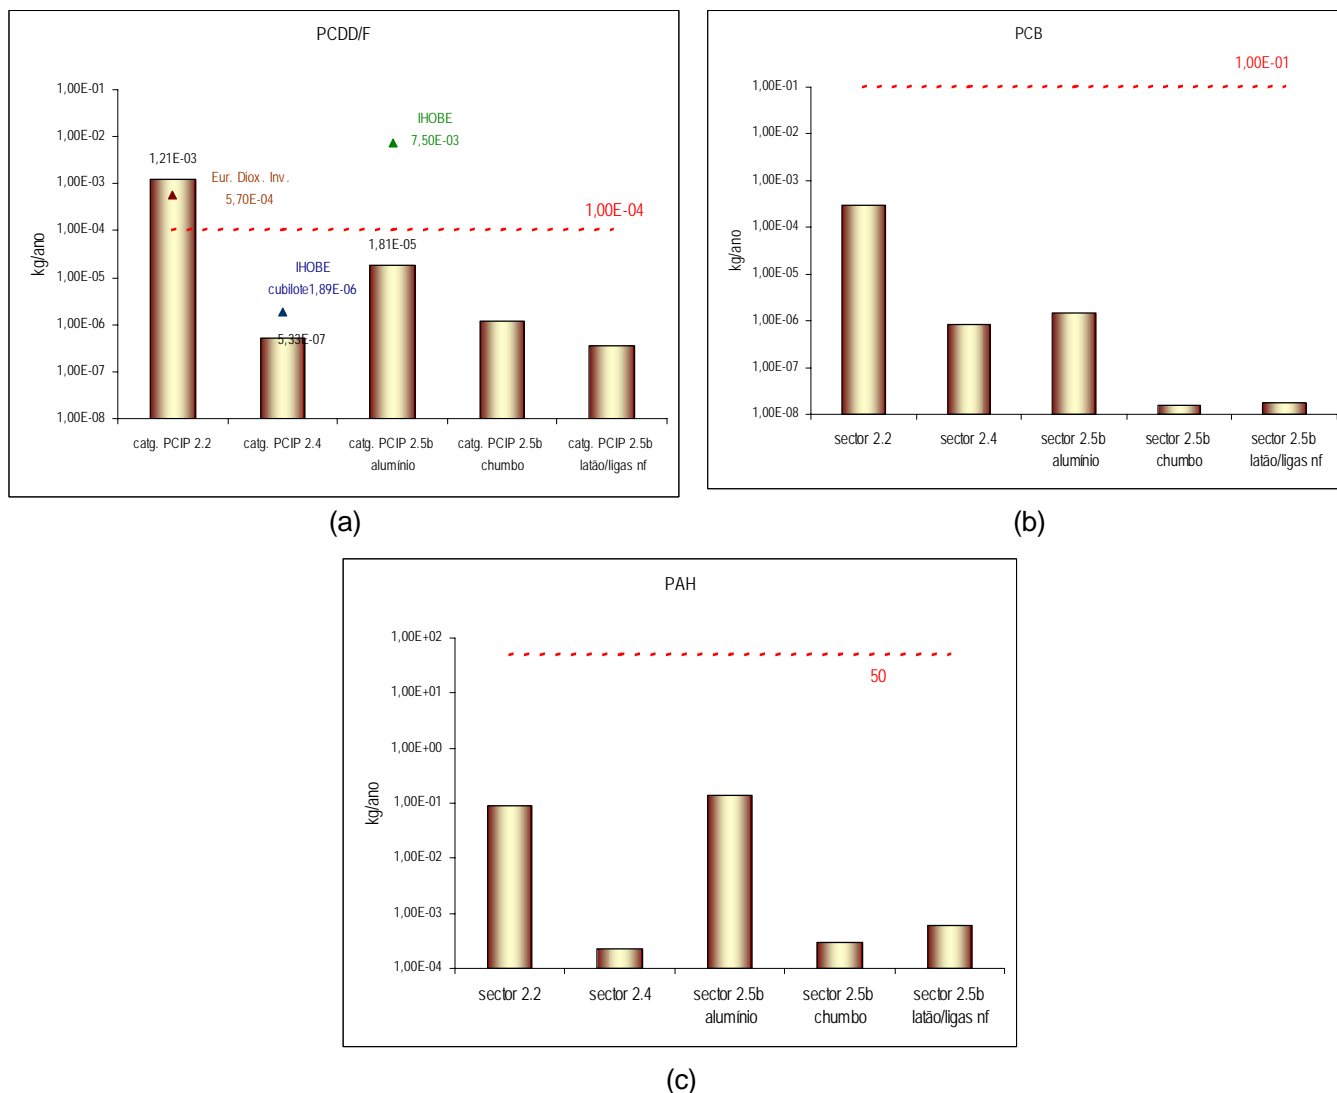 PCDD/F
1,00E-01
1,00E-02
1,00E-03
1,00E-04
1,00E-05
1,00E-06
1,00E-07
1,00E-08
kg/ano
1,21E-03
Eur. Diox. Inv.
5,70E-04
IHOBE
7,50E-03
1,00E-04
1,81E-05
IHOBE
cubilote1,89E-06
5,33E-07
catg. PCIP 2.2
catg. PCIP 2.4
catg. PCIP 2.5b
alumínio
catg. PCIP 2.5b
chumbo
catg. PCIP 2.5b
latão/ligas nf
(a)
PCB
1,00E-01
1,00E-01
1,00E-02
1,00E-03
1,00E-04
1,00E-05
1,00E-06
1,00E-07
1,00E-08
kg/ano
sector 2.2
sector 2.4
sector 2.5b
alumínio
sector 2.5b
chumbo
sector 2.5b
latão/ligas nf
(b)
PAH
1,00E+02
1,00E+01
1,00E+00
1,00E-01
1,00E-02
1,00E-03
1,00E-04
kg/ano
50
sector 2.2
sector 2.4
sector 2.5b
alumínio
sector 2.5b
chumbo
sector 2.5b
latão/ligas nf
(c)